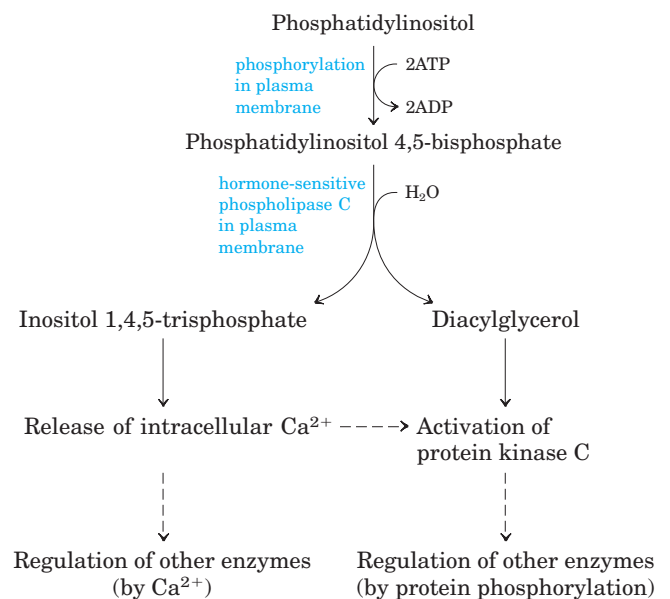 Phosphatidylinositol
phosphorylation
in plasma
membrane
2ATP
2ADP
Phosphatidylinositol 4,5-bisphosphate
hormone-sensitive
phospholipase C
in plasma
membrane
H₂O
Inositol 1,4,5-trisphosphate
Diacylglycerol
Release of intracellular Ca²⁺
Activation of
protein kinase C
Regulation of other enzymes
(by Ca²⁺)
Regulation of other enzymes
(by protein phosphorylation)